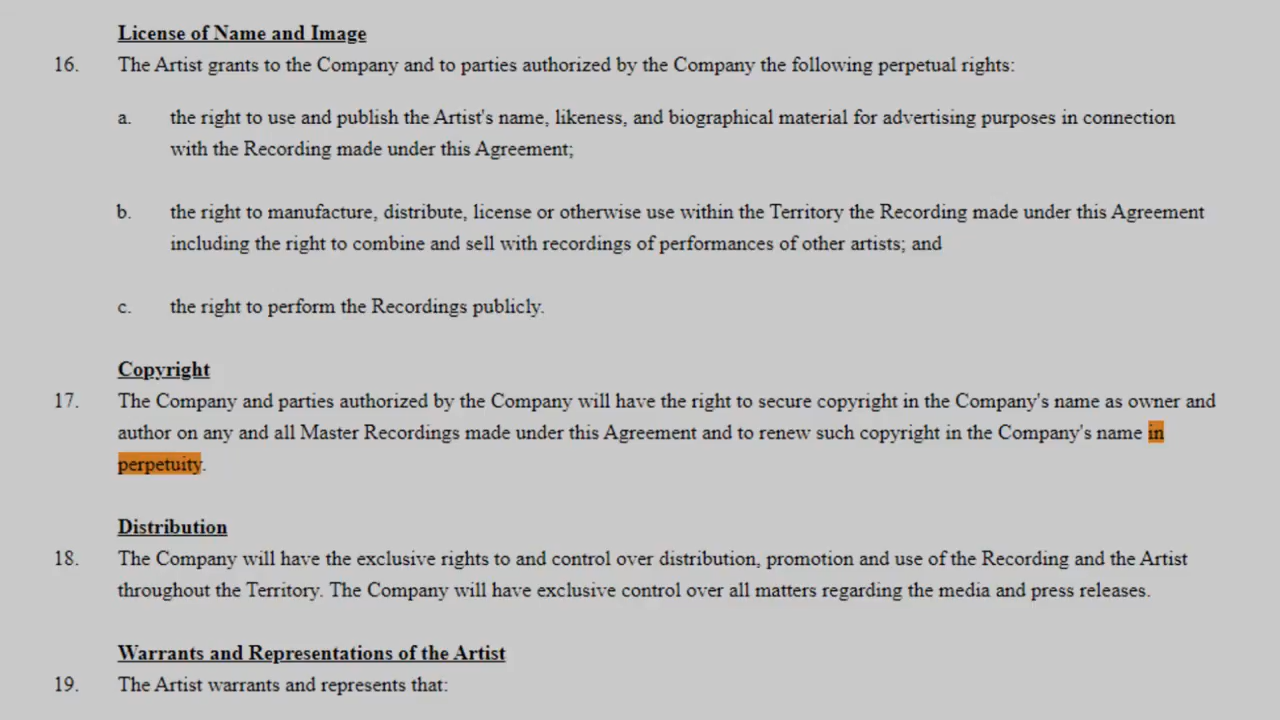 License of Name and Image
16. The Artist grants to the Company and to parties authorized by the Company the following perpetual rights:
a. the right to use and publish the Artist's name, likeness, and biographical material for advertising purposes in connection
with the Recording made under this Agreement;
b. the right to manufacture, distribute, license or otherwise use within the Territory the Recording made under this Agreement
including the right to combine and sell with recordings of performances of other artists; and
c. the right to perform the Recordings publicly.
Copyright
17. The Company and parties authorized by the Company will have the right to secure copyright in the Company's name as owner and
author on any and all Master Recordings made under this Agreement and to renew such copyright in the Company's name in
perpetuity.
Distribution
18. The Company will have the exclusive rights to and control over distribution, promotion and use of the Recording and the Artist
throughout the Territory. The Company will have exclusive control over all matters regarding the media and press releases.
Warrants and Representations of the Artist
19. The Artist warrants and represents that: